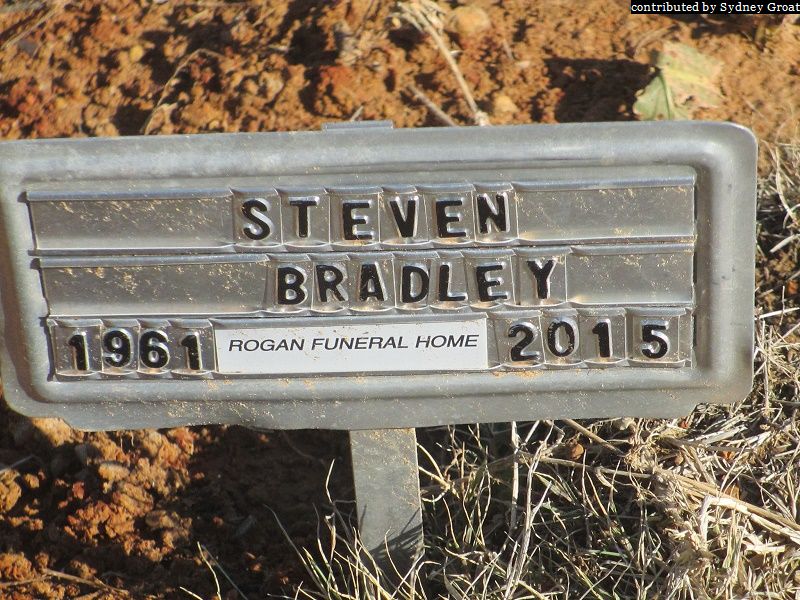 contributed by Sydney Groat
STEVEN
BRADLEY
1961 ROGAN FUNERAL HOME 2015